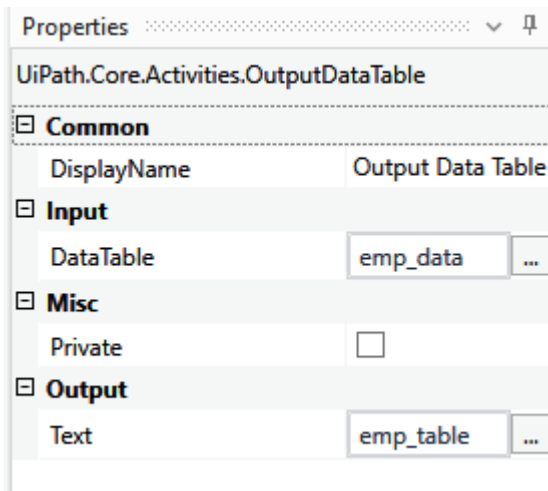 Properties
UiPath.Core.Activities.OutputDataTable
Common
DisplayName Output Data Table
Input
DataTable emp_data ...
Misc
Private
Output
Text emp_table ...